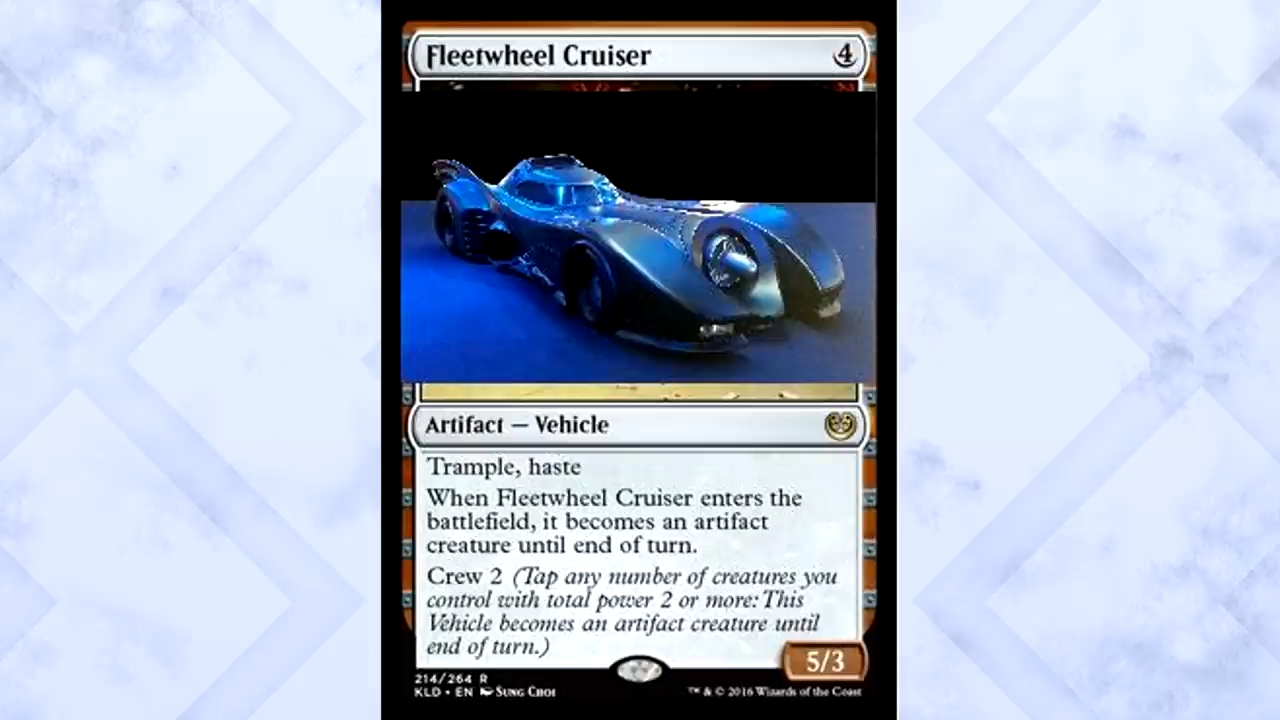 Fleetwheel Cruiser 4
Artifact — Vehicle
Trample, haste
When Fleetwheel Cruiser enters the
battlefield, it becomes an artifact
creature until end of turn.
Crew 2 (Tap any number of creatures you
control with total power 2 or more: This
Vehicle becomes an artifact creature until
end of turn.)
5/3
214/264 R
KLD • EN Sung Choi
™ & © 2016 Wizards of the Coast